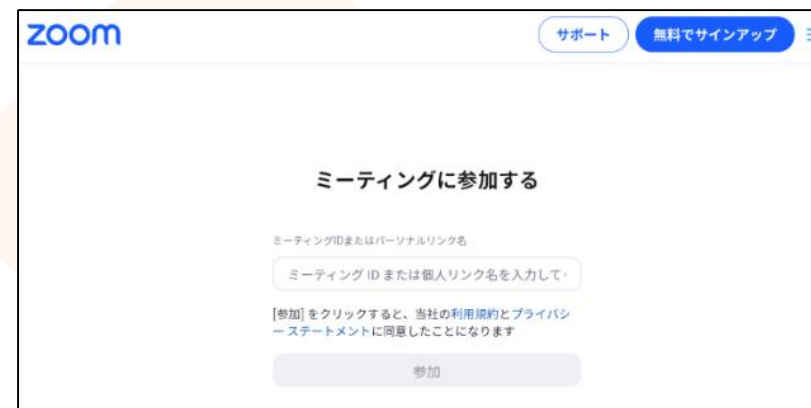 zoom
サポート
無料でサインアップ
ミーティングに参加する
ミーティングIDまたはパーソナルリンク名
ミーティング ID または個人リンク名を入力して
[参加] をクリックすると、当社の利用規約とプライバシ
ー ステートメントに同意したことになります
参加